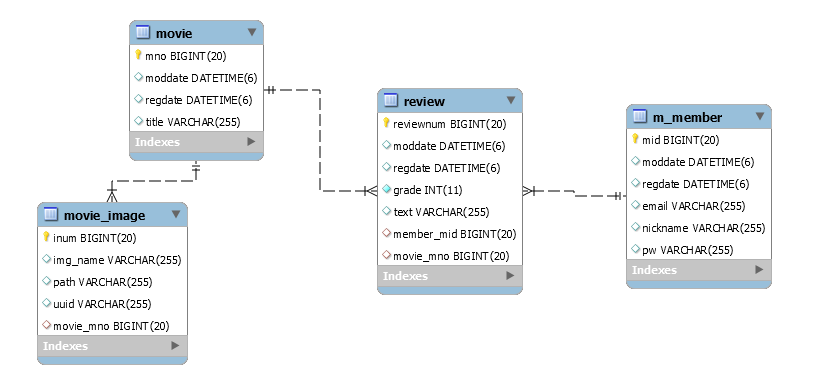 movie
mno BIGINT(20)
moddate DATETIME(6)
regdate DATETIME(6)
title VARCHAR(255)
Indexes
movie_image
inum BIGINT(20)
img_name VARCHAR(255)
path VARCHAR(255)
uuid VARCHAR(255)
movie_mno BIGINT(20)
Indexes
review
reviewnum BIGINT(20)
moddate DATETIME(6)
regdate DATETIME(6)
grade INT(11)
text VARCHAR(255)
member_mid BIGINT(20)
movie_mno BIGINT(20)
Indexes
m_member
mid BIGINT(20)
moddate DATETIME(6)
regdate DATETIME(6)
email VARCHAR(255)
nickname VARCHAR(255)
pw VARCHAR(255)
Indexes